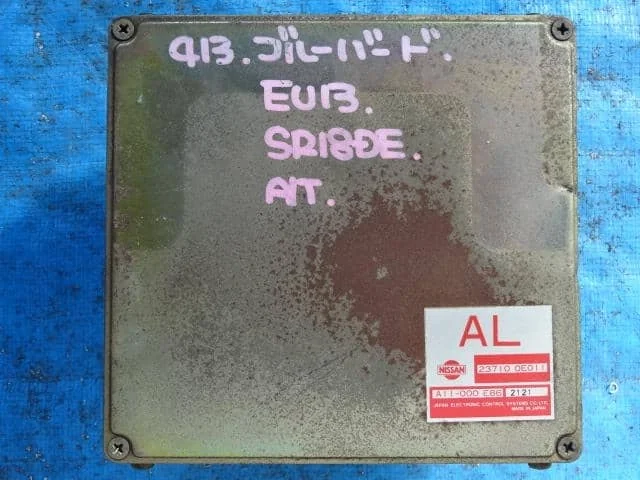 413. ブルーバード.
EU13.
SR18DE.
A/T.
AL
NISSAN
23710 0E011
A11-000 E86 2121
JAPAN ELECTRONIC CONTROL SYSTEMS CO., LTD.
MADE IN JAPAN